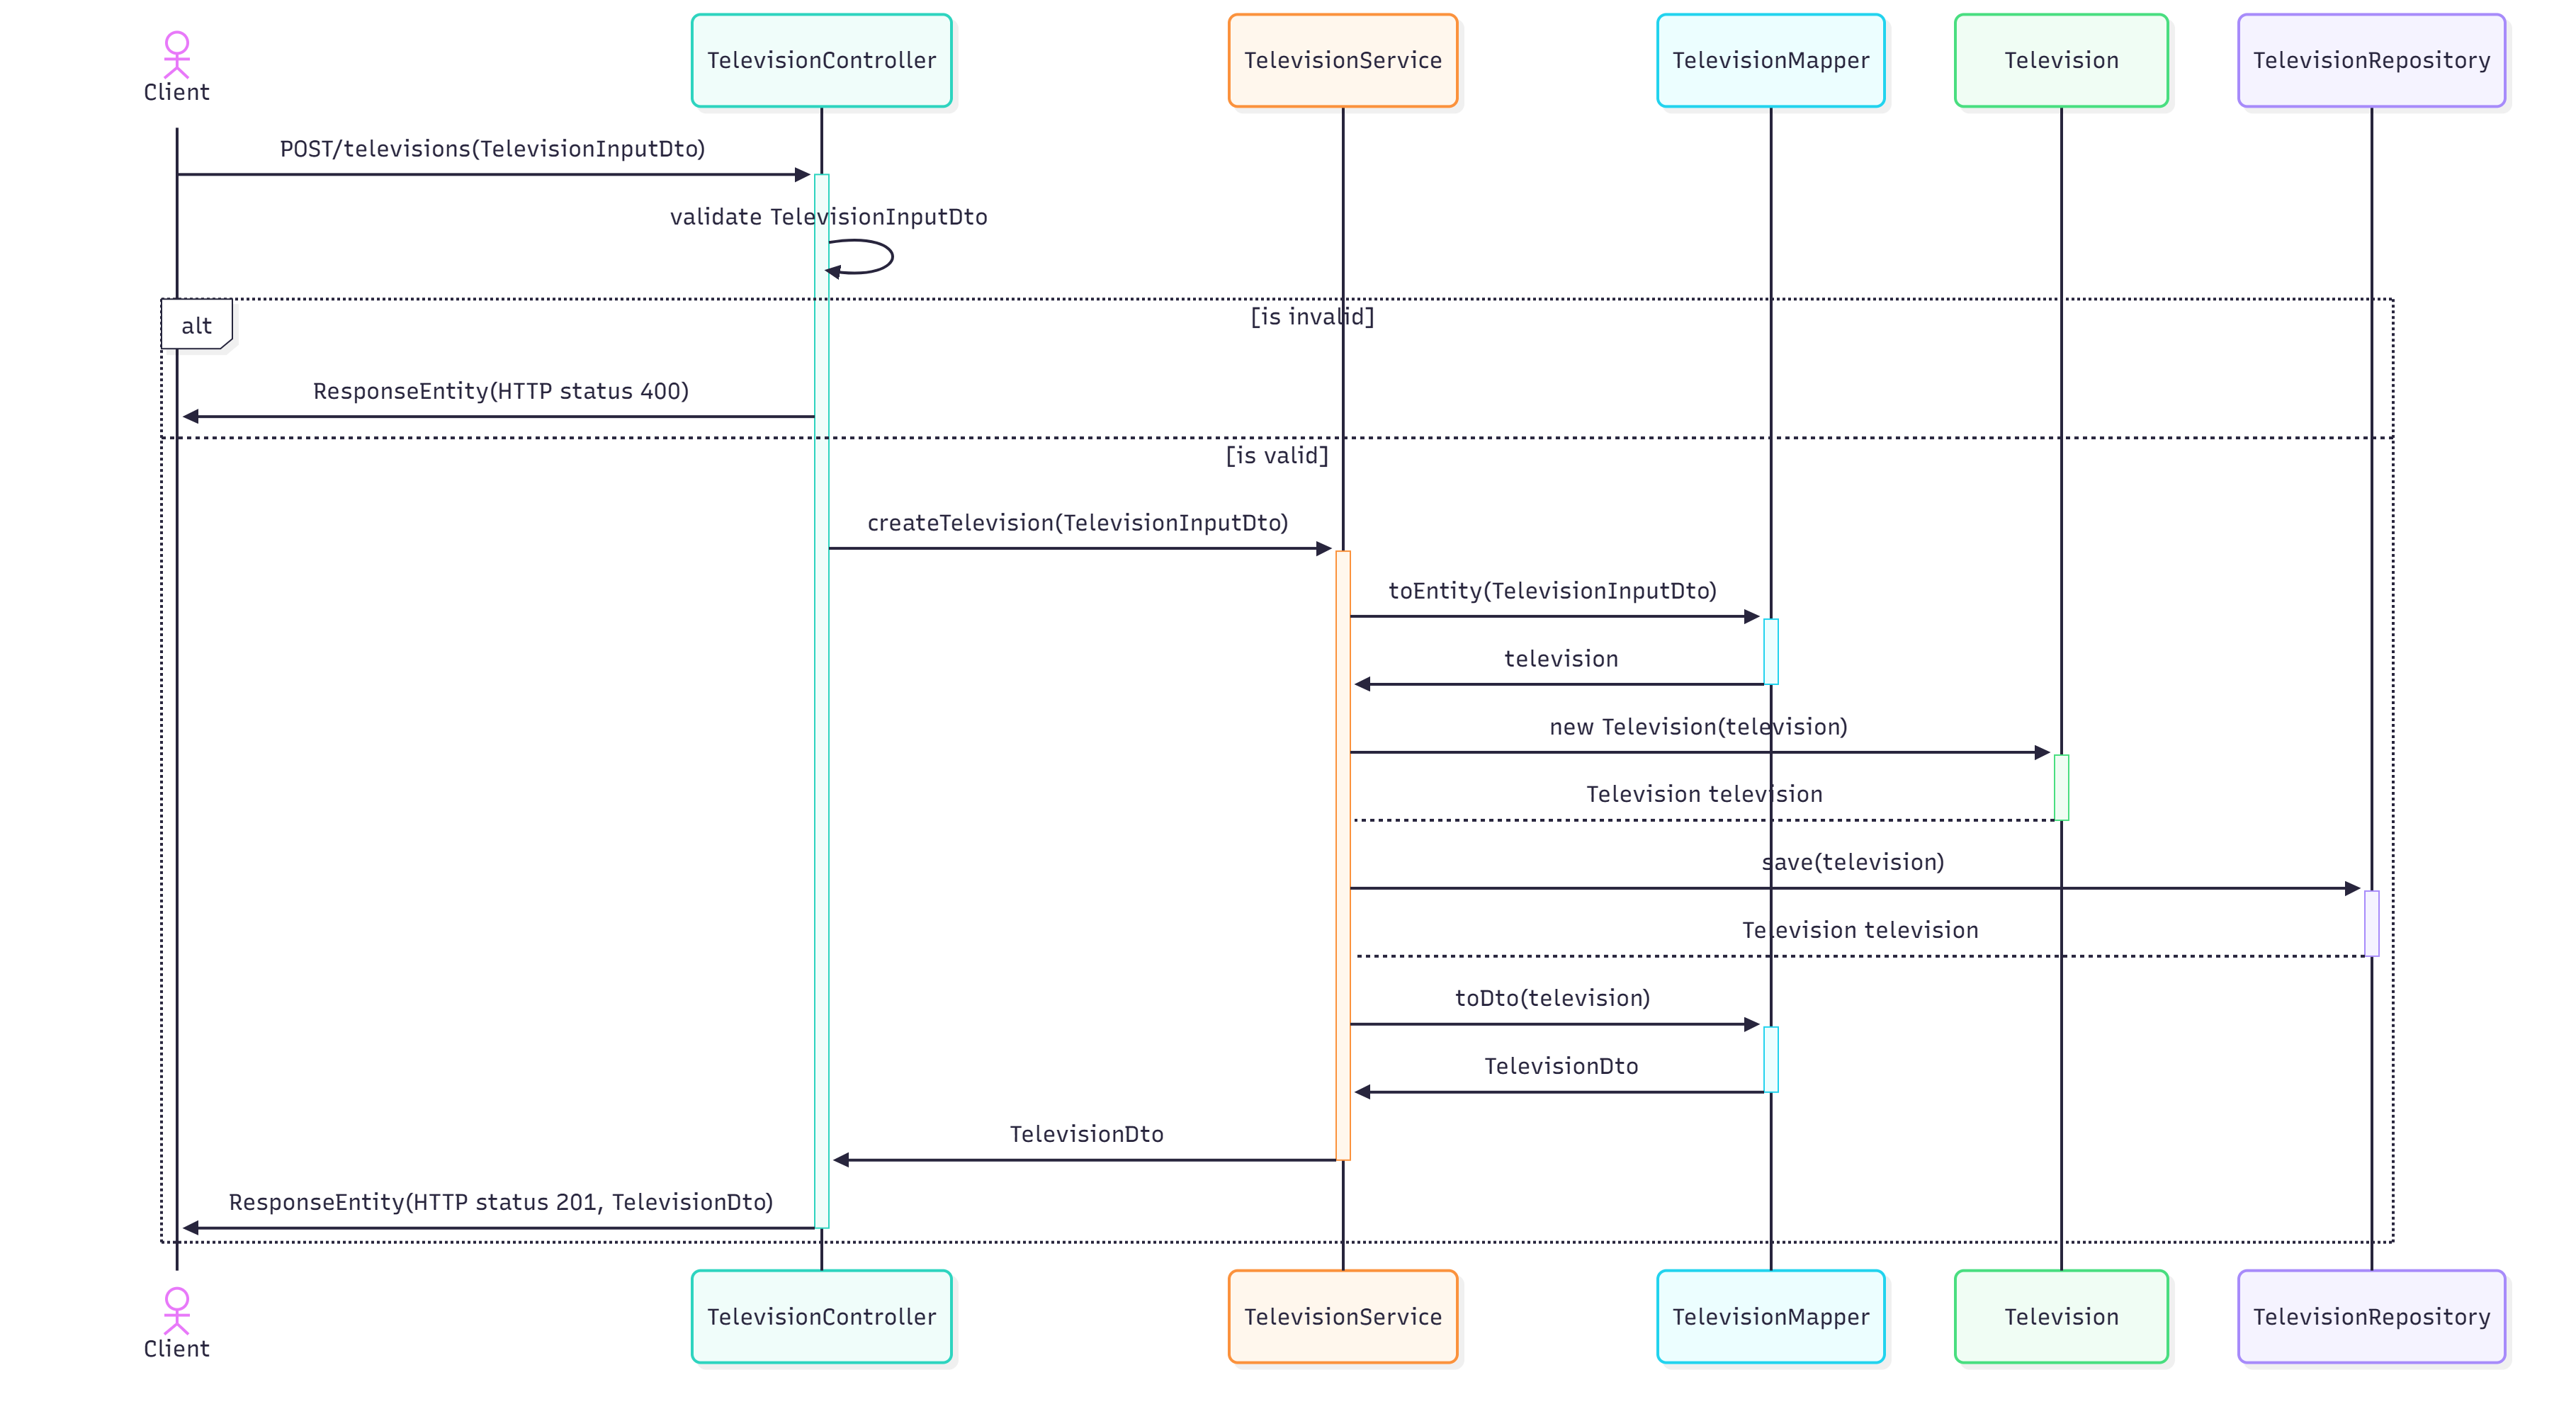 Client
TelevisionController
TelevisionService
TelevisionMapper
Television
TelevisionRepository
POST/televisions(TelevisionInputDto)
validate TelevisionInputDto
alt
[is invalid]
ResponseEntity(HTTP status 400)
[is valid]
createTelevision(TelevisionInputDto)
toEntity(TelevisionInputDto)
television
new Television(television)
Television television
save(television)
Television television
toDto(television)
TelevisionDto
TelevisionDto
ResponseEntity(HTTP status 201, TelevisionDto)
Client
TelevisionController
TelevisionService
TelevisionMapper
Television
TelevisionRepository